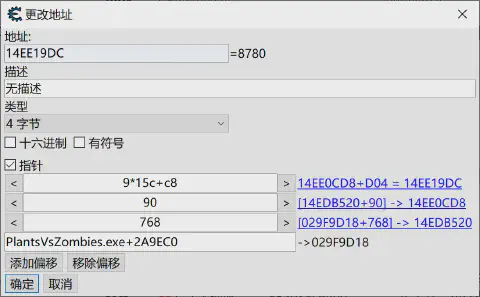 更改地址
地址:
14EE19DC =8780
描述
无描述
类型
4 字节
十六进制 有符号
指针
< 9*15c+c8 > 14EE0CD8+D04 = 14EE19DC
< 90 > [14EDB520+90] -> 14EE0CD8
< 768 > [029F9D18+768] -> 14EDB520
PlantsVsZombies.exe+2A9EC0 ->029F9D18
添加偏移 移除偏移
确定 取消